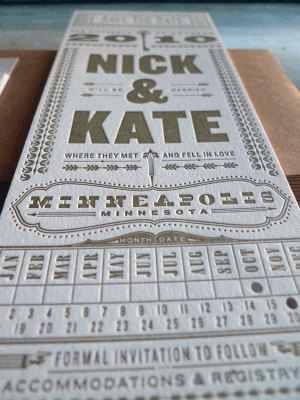 SAVE THE DATE
2010
NICK
WILL BE & MARRIED
KATE
WHERE THEY MET AND FELL IN LOVE
MINNEAPOLIS
MINNESOTA
MONTH DATE
JAN FEB MAR APR MAY JUN JUL AUG SEP OCT NOV
2 3 4 5 6 7 8 9 10 11 12 13 14 15
19 20 21 22 23 24 25 26 27 28 29
FORMAL INVITATION TO FOLLOW
ACCOMMODATIONS & REGISTRY